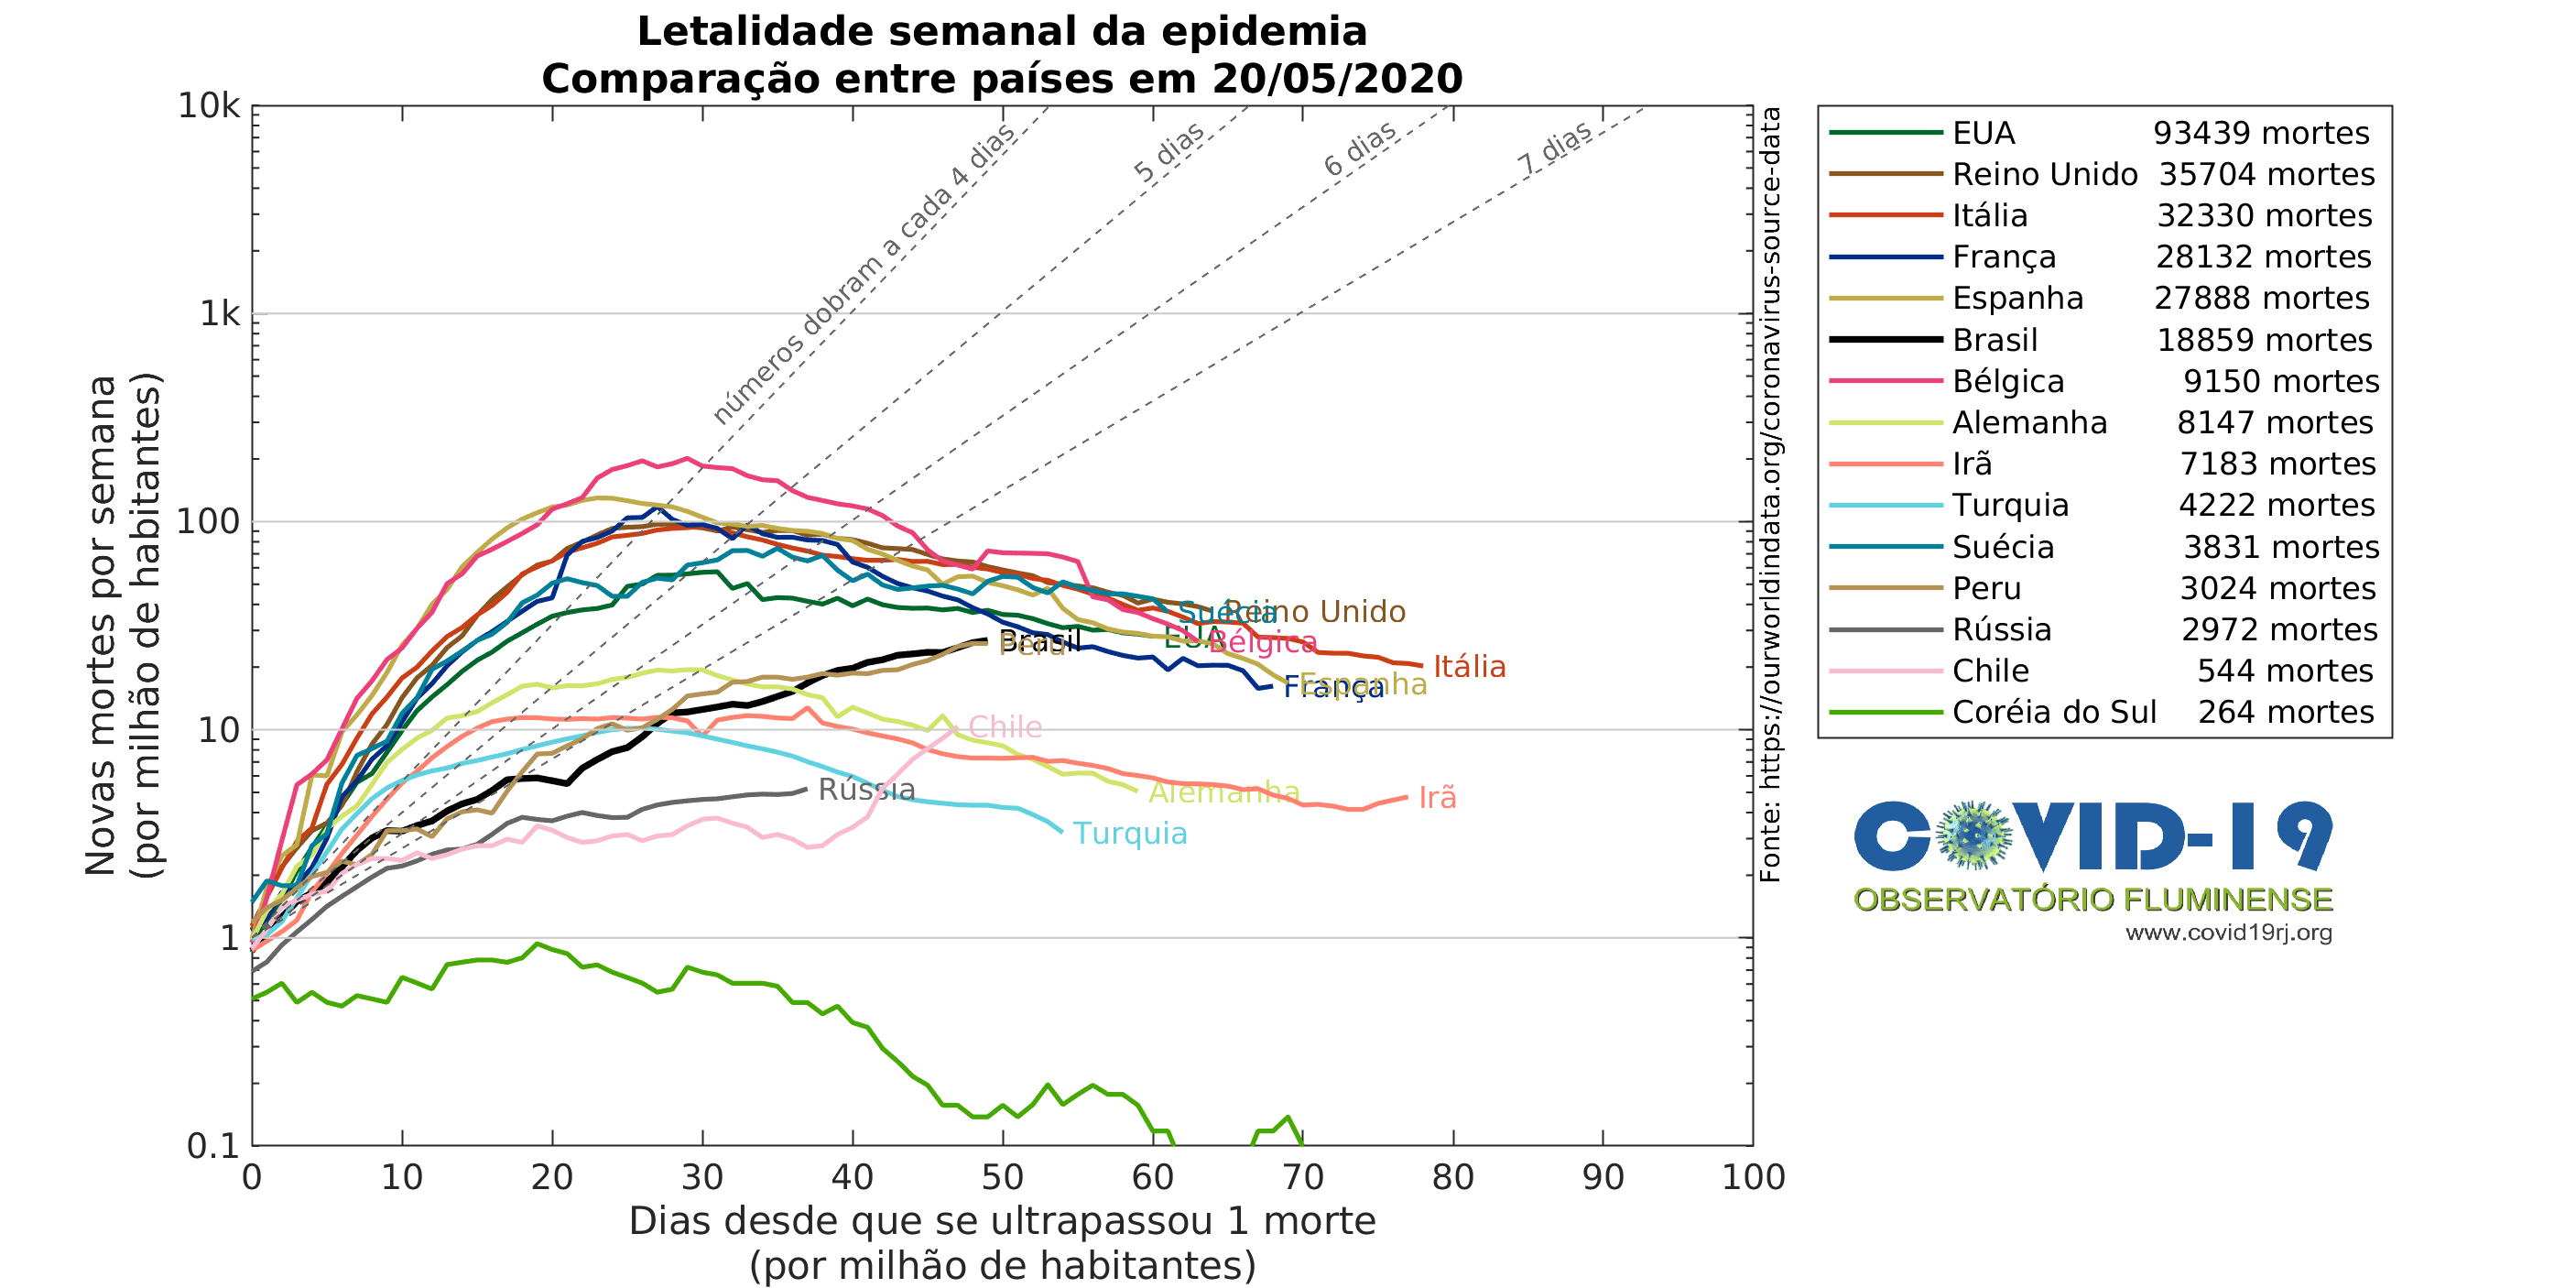 Letalidade semanal da epidemia
Comparação entre países em 20/05/2020
Novas mortes por semana
(por milhão de habitantes)
10k
1k
100
10
1
0.1
0 10 20 30 40 50 60 70 80 90 100
Dias desde que se ultrapassou 1 morte
(por milhão de habitantes)
números dobram a cada 4 dias
5 dias
6 dias
7 dias
Suécia
Reino Unido
Brasil
Peru
EUA
Bélgica
Itália
França
Espanha
Chile
Rússia
Alemanha
Irã
Turquia
Fonte: https://ourworldindata.org/coronavirus-source-data
EUA 93439 mortes
Reino Unido 35704 mortes
Itália 32330 mortes
França 28132 mortes
Espanha 27888 mortes
Brasil 18859 mortes
Bélgica 9150 mortes
Alemanha 8147 mortes
Irã 7183 mortes
Turquia 4222 mortes
Suécia 3831 mortes
Peru 3024 mortes
Rússia 2972 mortes
Chile 544 mortes
Coréia do Sul 264 mortes
COVID-19
OBSERVATÓRIO FLUMINENSE
www.covid19rj.org